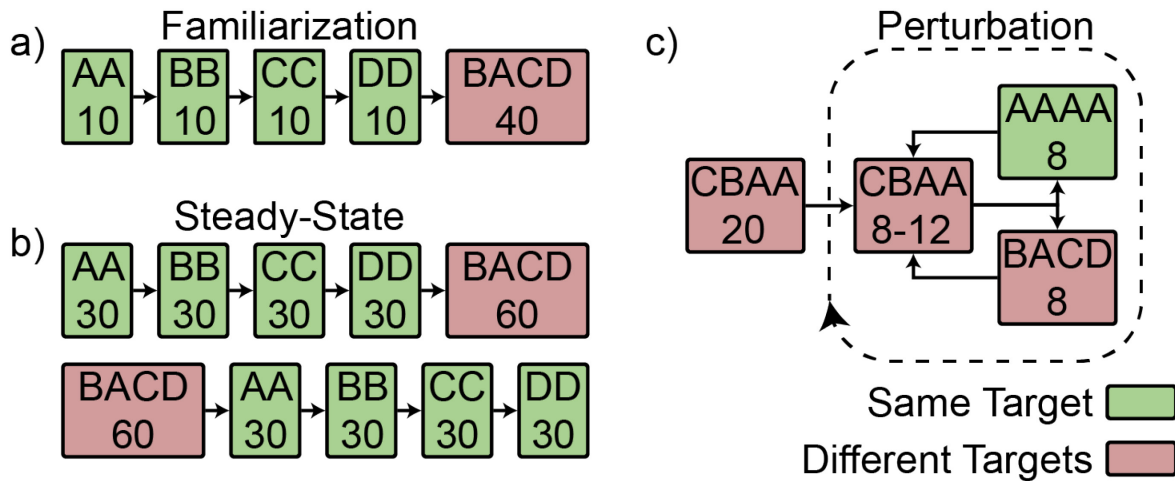 a)
Familiarization
AA
10
BB
10
CC
10
DD
10
BACD
40
b)
Steady-State
AA
30
BB
30
CC
30
DD
30
BACD
60
BACD
60
AA
30
BB
30
CC
30
DD
30
c)
Perturbation
CBAA
20
CBAA
8-12
AAAA
8
BACD
8
Same Target
Different Targets